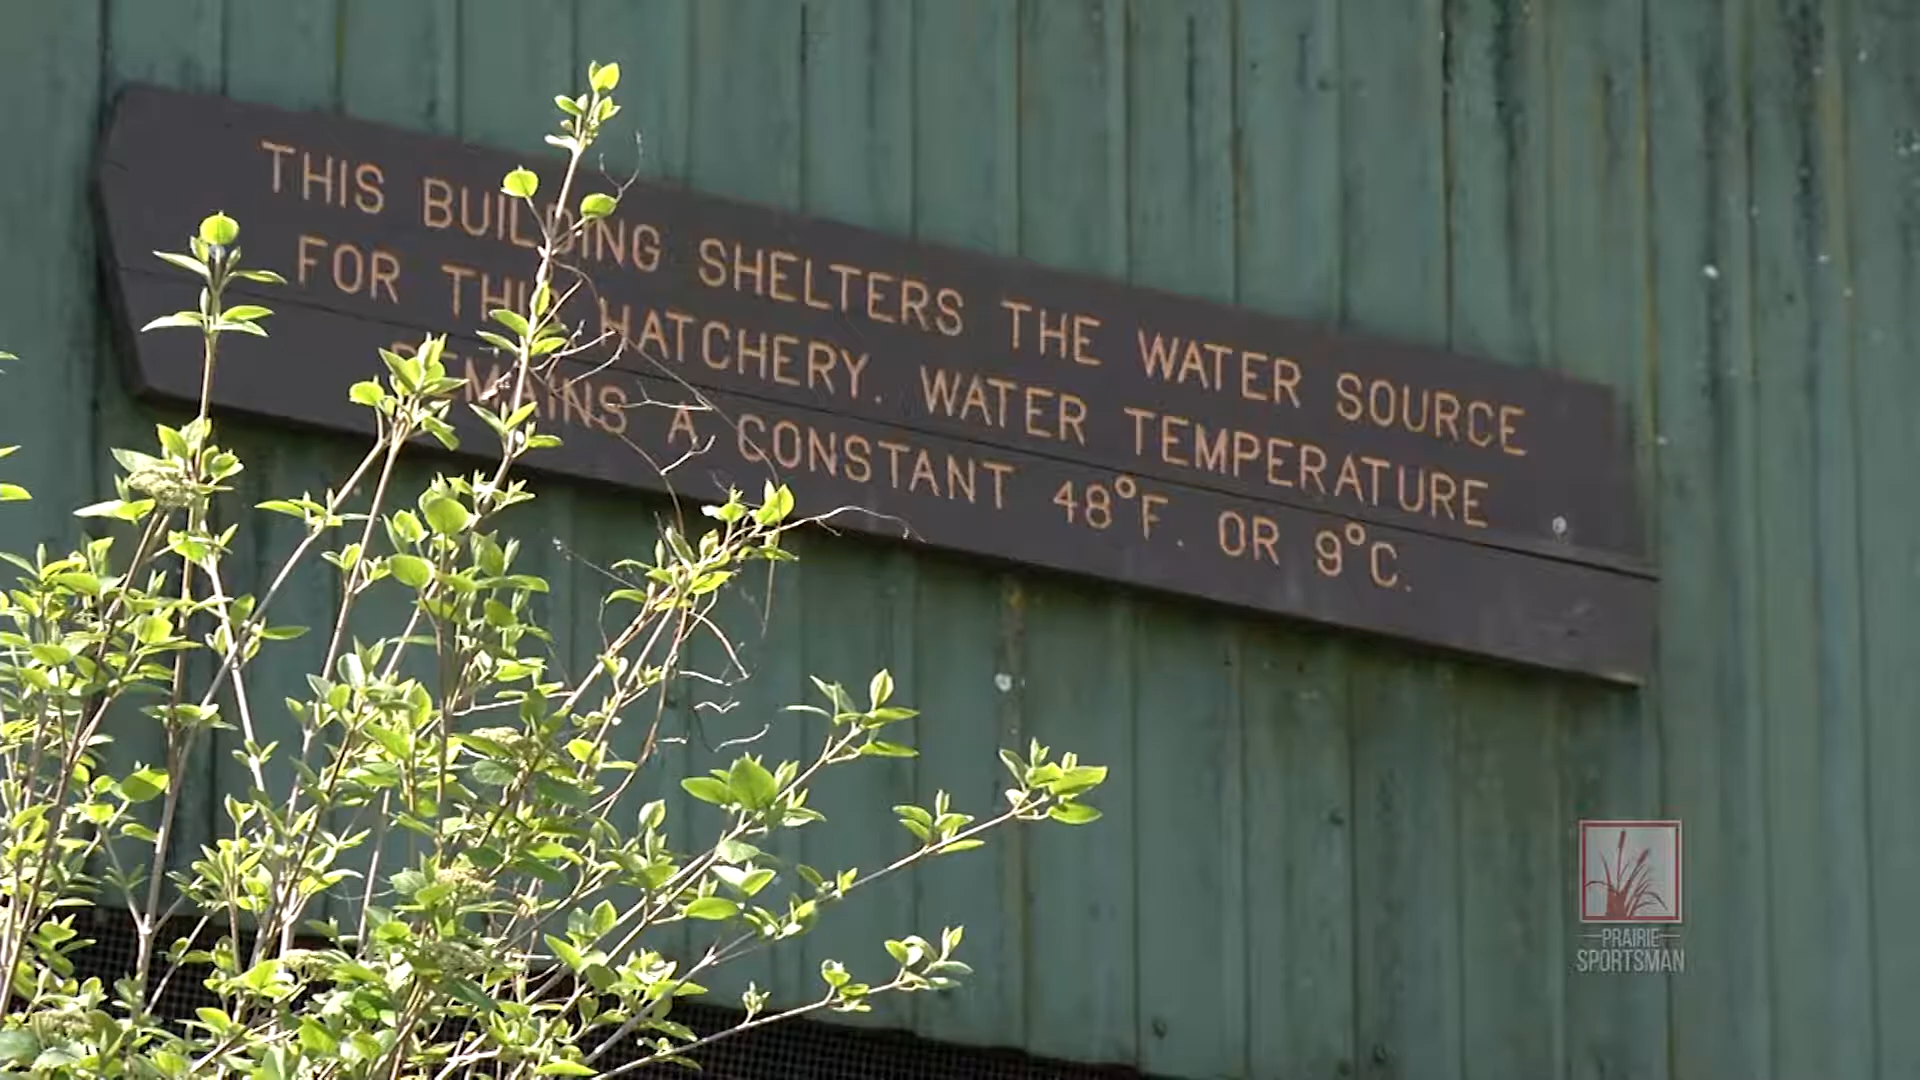 THIS BUILDING SHELTERS THE WATER SOURCE
FOR THIS HATCHERY. WATER TEMPERATURE
REMAINS A CONSTANT 48°F. OR 9°C.
PRAIRIE
SPORTSMAN